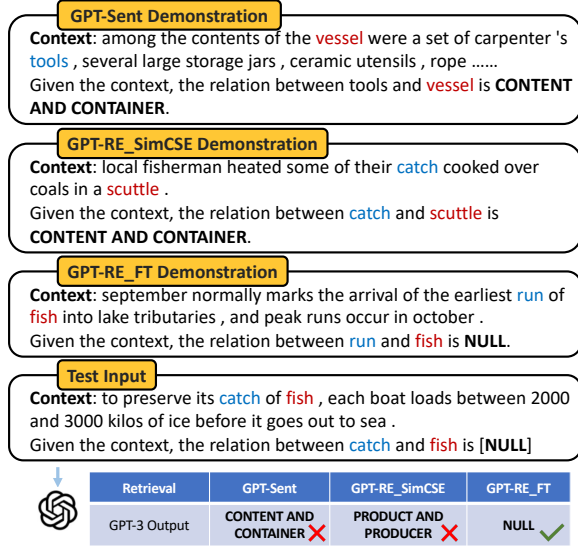 GPT-Sent Demonstration
Context: among the contents of the vessel were a set of carpenter 's
tools , several large storage jars , ceramic utensils , rope ......
Given the context, the relation between tools and vessel is CONTENT
AND CONTAINER.
GPT-RE_SimCSE Demonstration
Context: local fisherman heated some of their catch cooked over
coals in a scuttle .
Given the context, the relation between catch and scuttle is
CONTENT AND CONTAINER.
GPT-RE_FT Demonstration
Context: september normally marks the arrival of the earliest run of
fish into lake tributaries , and peak runs occur in october .
Given the context, the relation between run and fish is NULL.
Test Input
Context: to preserve its catch of fish , each boat loads between 2000
and 3000 kilos of ice before it goes out to sea .
Given the context, the relation between catch and fish is [NULL]
Retrieval GPT-Sent GPT-RE_SimCSE GPT-RE_FT
GPT-3 Output CONTENT AND CONTAINER PRODUCT AND PRODUCER NULL